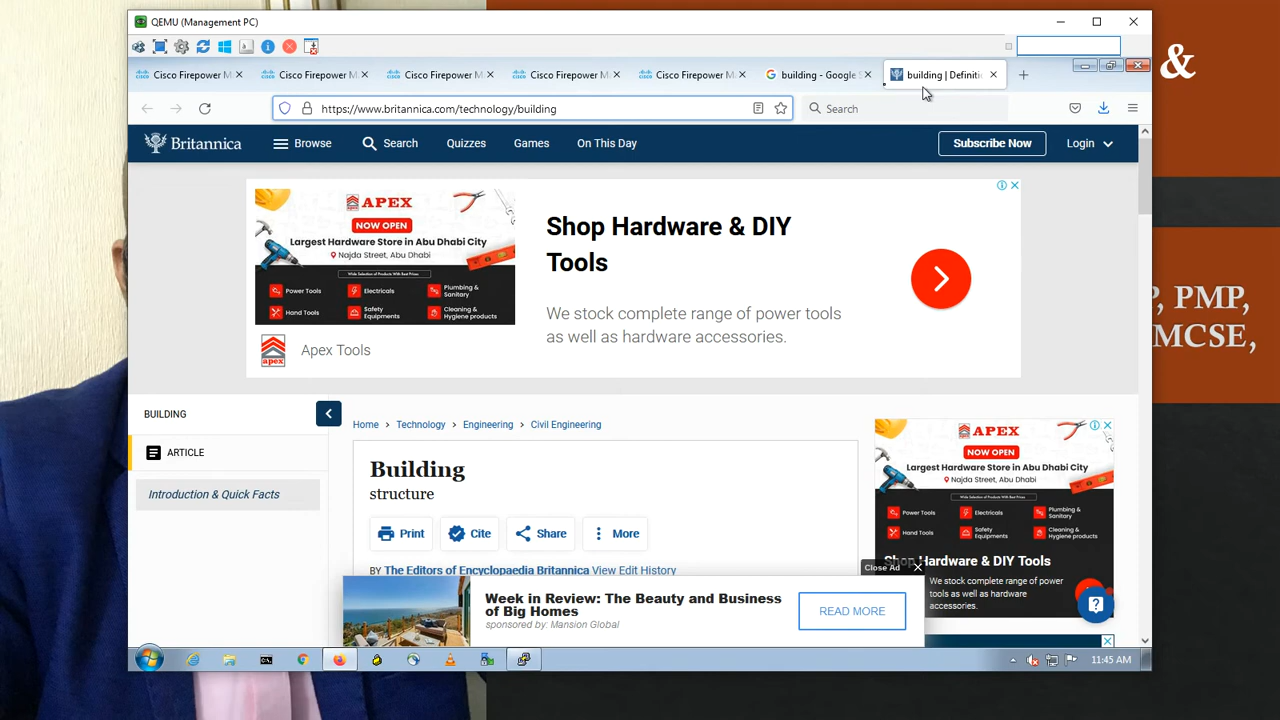 QEMU (Management PC)
&
Cisco Firepower M
Cisco Firepower M
Cisco Firepower M
Cisco Firepower M
Cisco Firepower M
building - Google S
building | Definiti
https://www.britannica.com/technology/building
Search
Britannica
Browse
Search
Quizzes
Games
On This Day
Subscribe Now
Login
APEX
NOW OPEN
Largest Hardware Store in Abu Dhabi City
Najda Street, Abu Dhabi
Wide Selection of Products With Best Prices
Power Tools
Electricals
Plumbing & Sanitary
Hand Tools
Safety Equipments
Cleaning & Hygiene products
Shop Hardware & DIY
Tools
We stock complete range of power tools
as well as hardware accessories.
apex
Apex Tools
P, PMP,
MCSE,
BUILDING
ARTICLE
Introduction & Quick Facts
Home
Technology
Engineering
Civil Engineering
Building
structure
Print
Cite
Share
More
BY The Editors of Encyclopaedia Britannica View Edit History
APEX
NOW OPEN
Largest Hardware Store in Abu Dhabi City
Najda Street, Abu Dhabi
Power Tools
Electricals
Plumbing & Sanitary
Hand Tools
Safety Equipments
Cleaning & Hygiene products
Shop Hardware & DIY Tools
We stock complete range of power
tools as well as hardware
accessories.
Close Ad
Week in Review: The Beauty and Business
of Big Homes
sponsored by: Mansion Global
READ MORE
11:45 AM